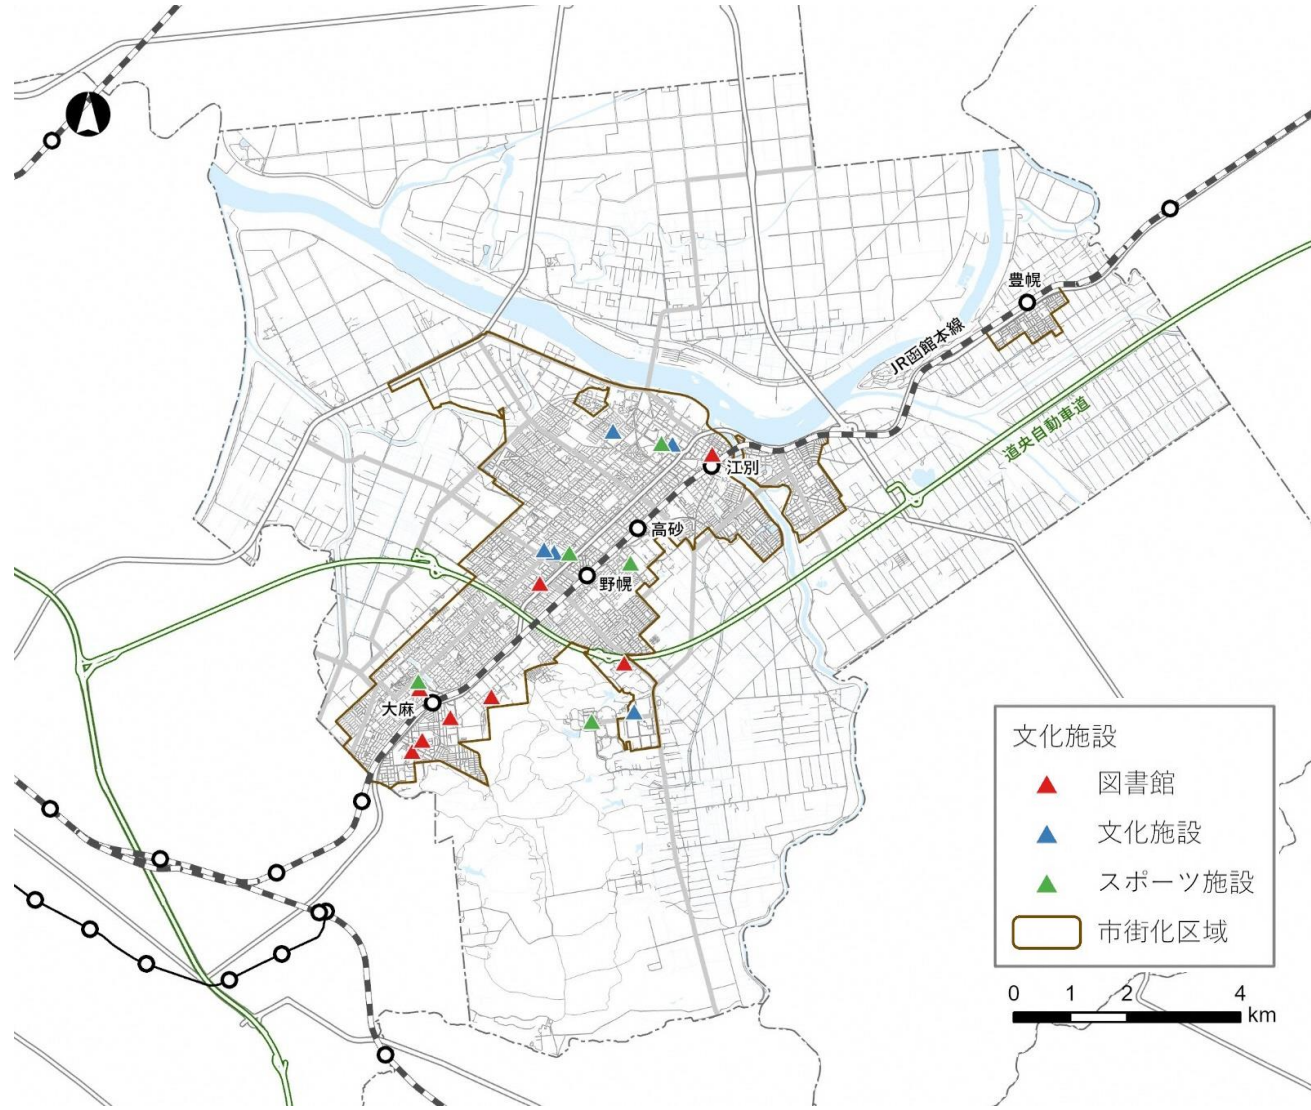 豊幌
JR函館本線
道央自動車道
江別
高砂
野幌
大麻
文化施設
図書館
文化施設
スポーツ施設
市街化区域
0 1 2 4
km